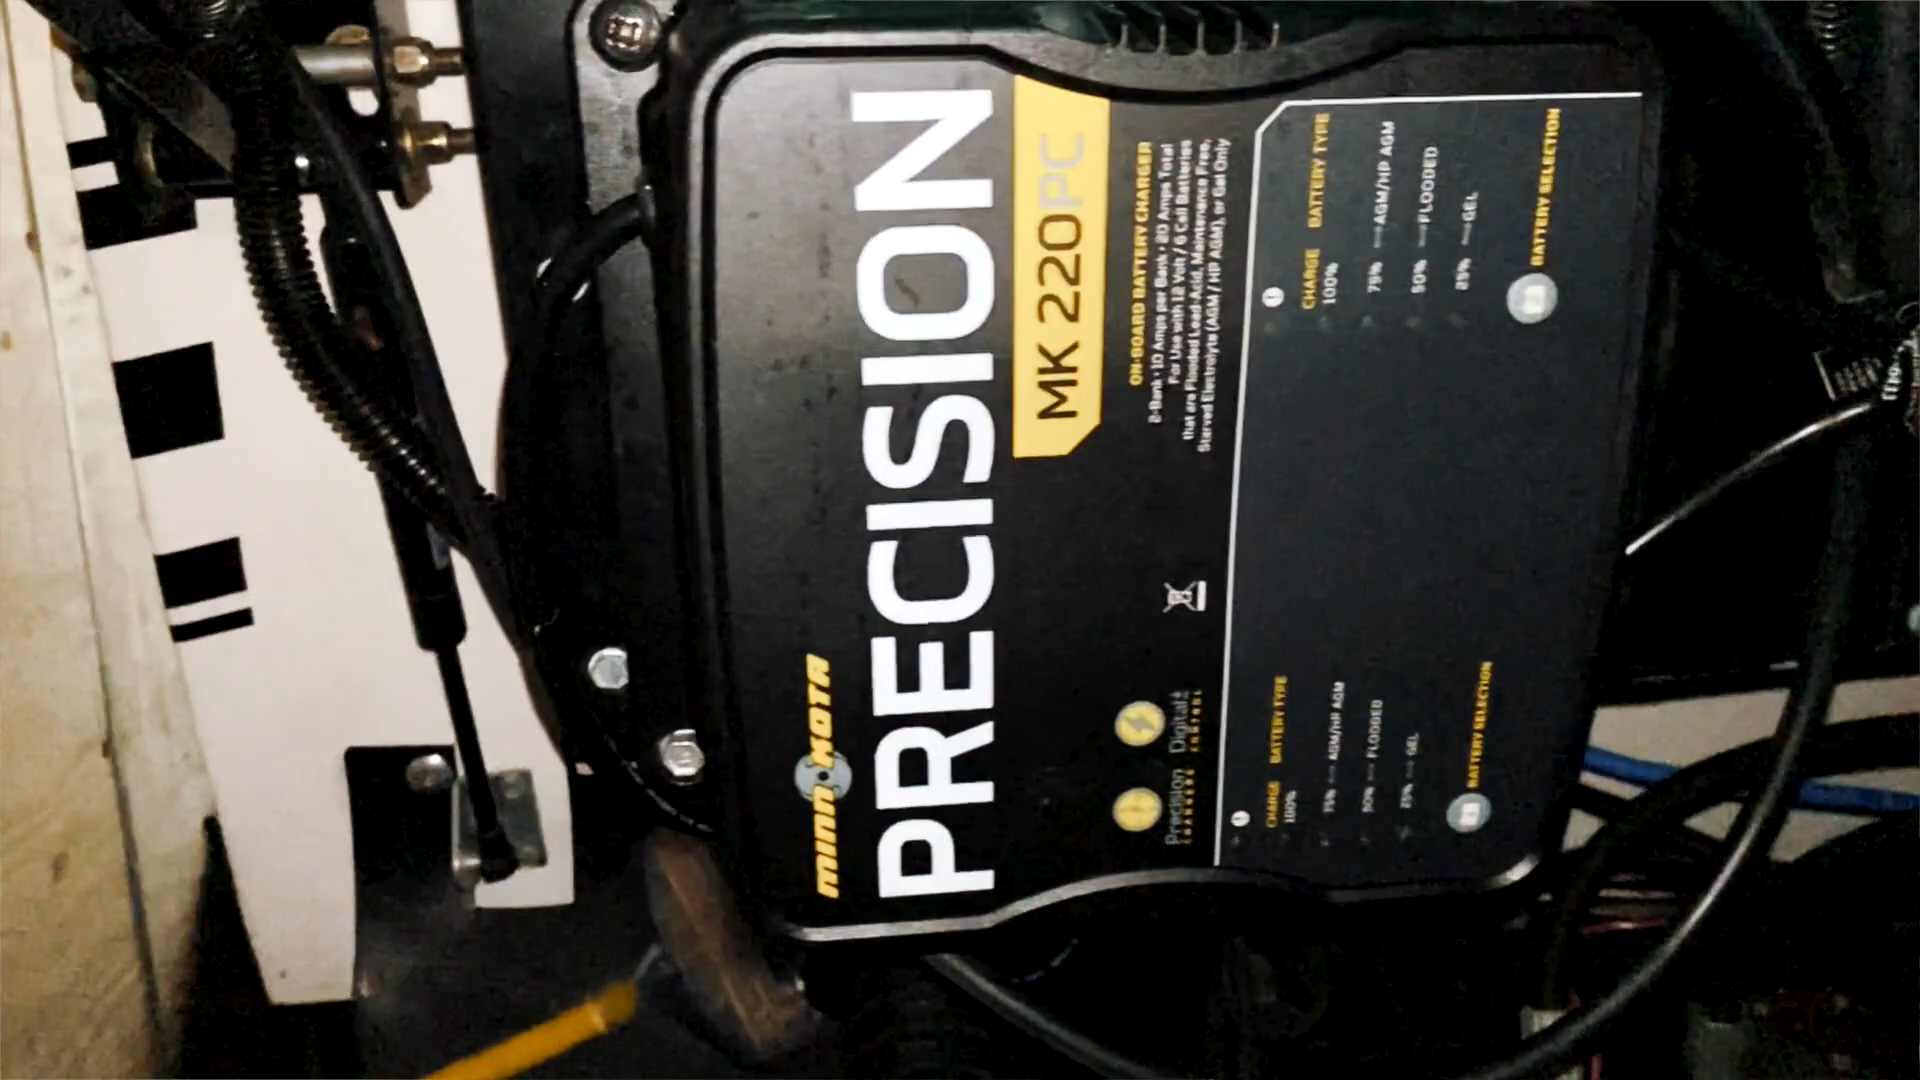 MINN KOTA
PRECISION
MK 220PC
ON-BOARD BATTERY CHARGER
2-Bank • 10 Amps per Bank • 20 Amps Total
For Use with 12 Volt / 6 Cell Batteries
that are Flooded Lead-Acid, Maintenance Free,
Starved Electrolyte (AGM / HP AGM), or Gel Only
Precision
CHARGING
Digital
CONTROL
CHARGE BATTERY TYPE
100%
75% AGM/HP AGM
50% FLOODED
25% GEL
BATTERY SELECTION
CHARGE BATTERY TYPE
100%
75% AGM/HP AGM
50% FLOODED
25% GEL
BATTERY SELECTION